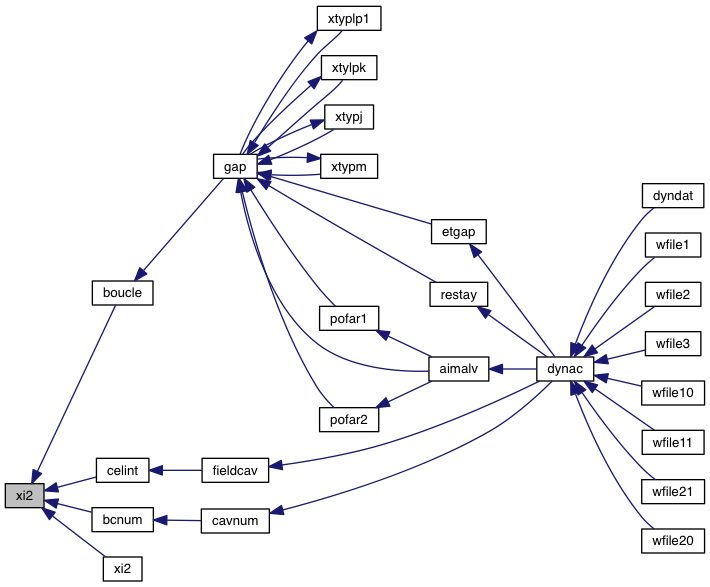 xtyplp1
xtylpk
xtypj
gap
xtypm
dyndat
etgap
wfile1
boucle
restay
wfile2
pofar1
wfile3
aimalv
dynac
wfile10
pofar2
wfile11
celint
fieldcav
xi2
wfile21
bcnum
cavnum
wfile20
xi2